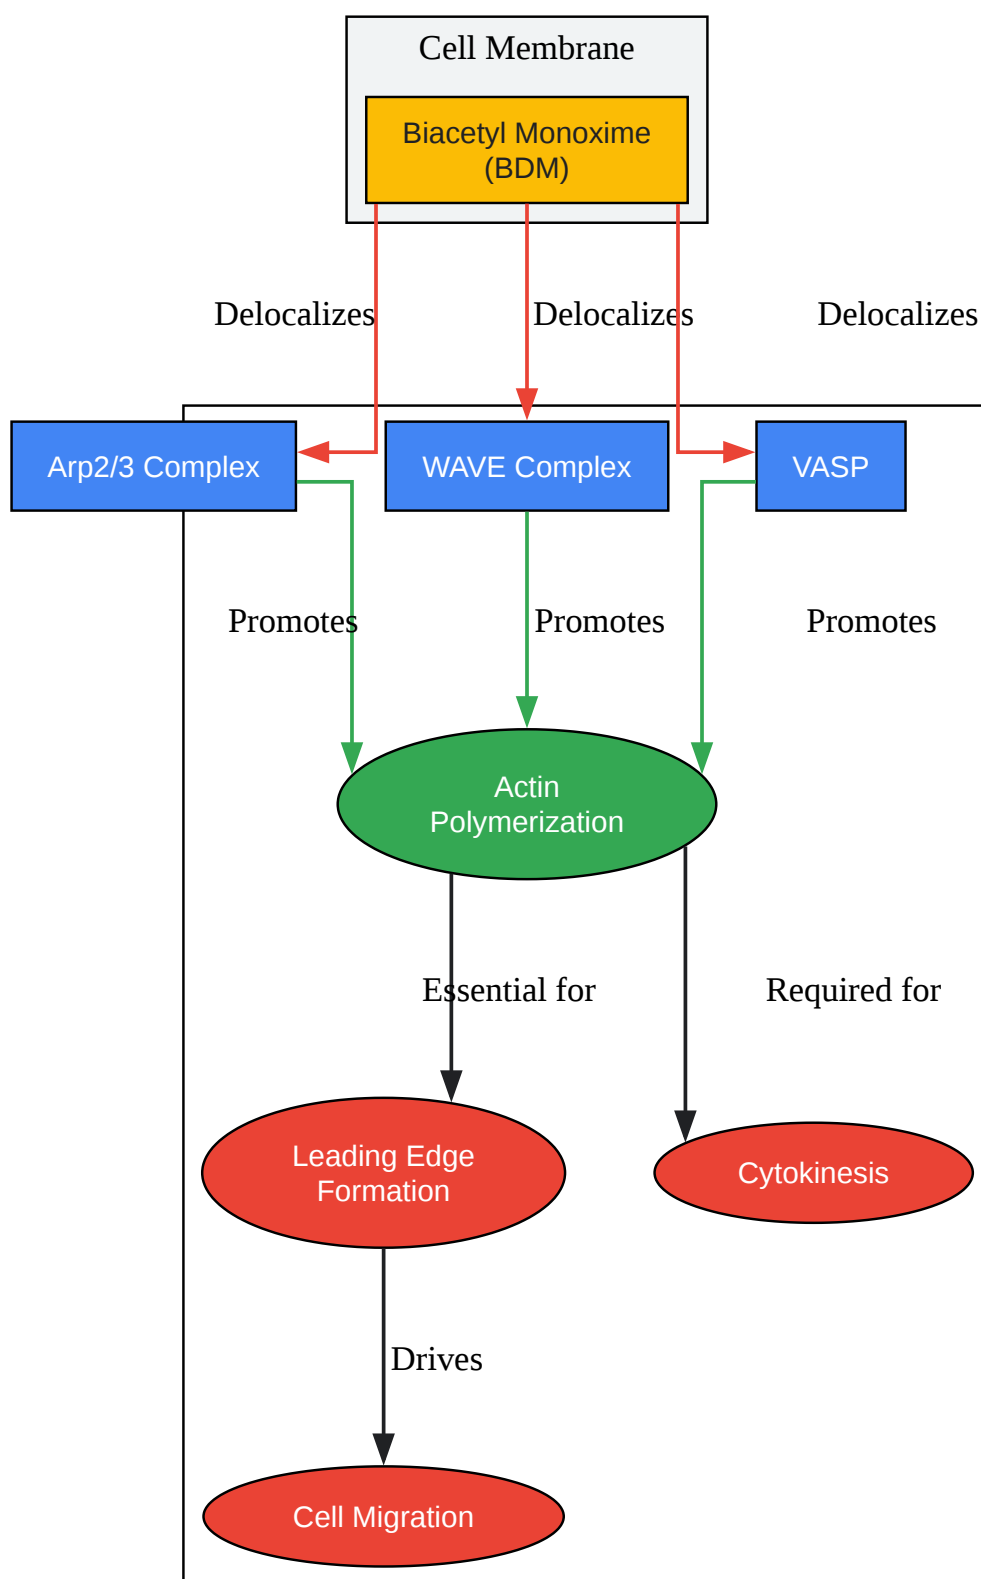 Cell Membrane
Biacetyl Monoxime
(BDM)
Delocalizes
Delocalizes
Delocalizes
Arp2/3 Complex
WAVE Complex
VASP
Promotes
Promotes
Promotes
Actin
Polymerization
Essential for
Required for
Leading Edge
Formation
Cytokinesis
Drives
Cell Migration